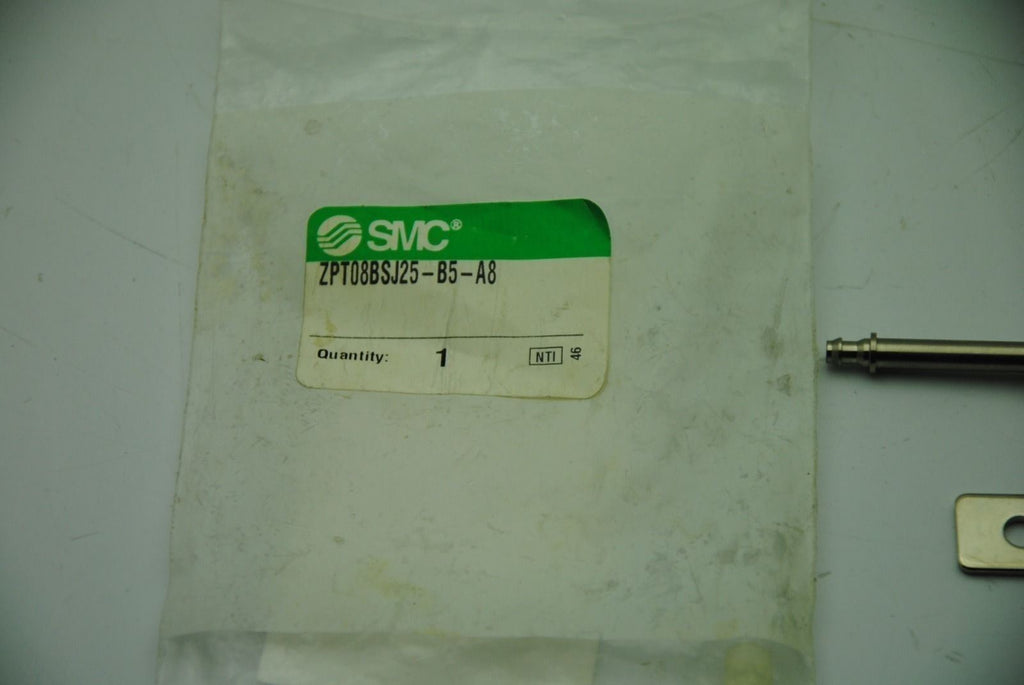 SMC®
ZPT08BSJ25-B5-A8
Quantity: 1 NTI 46